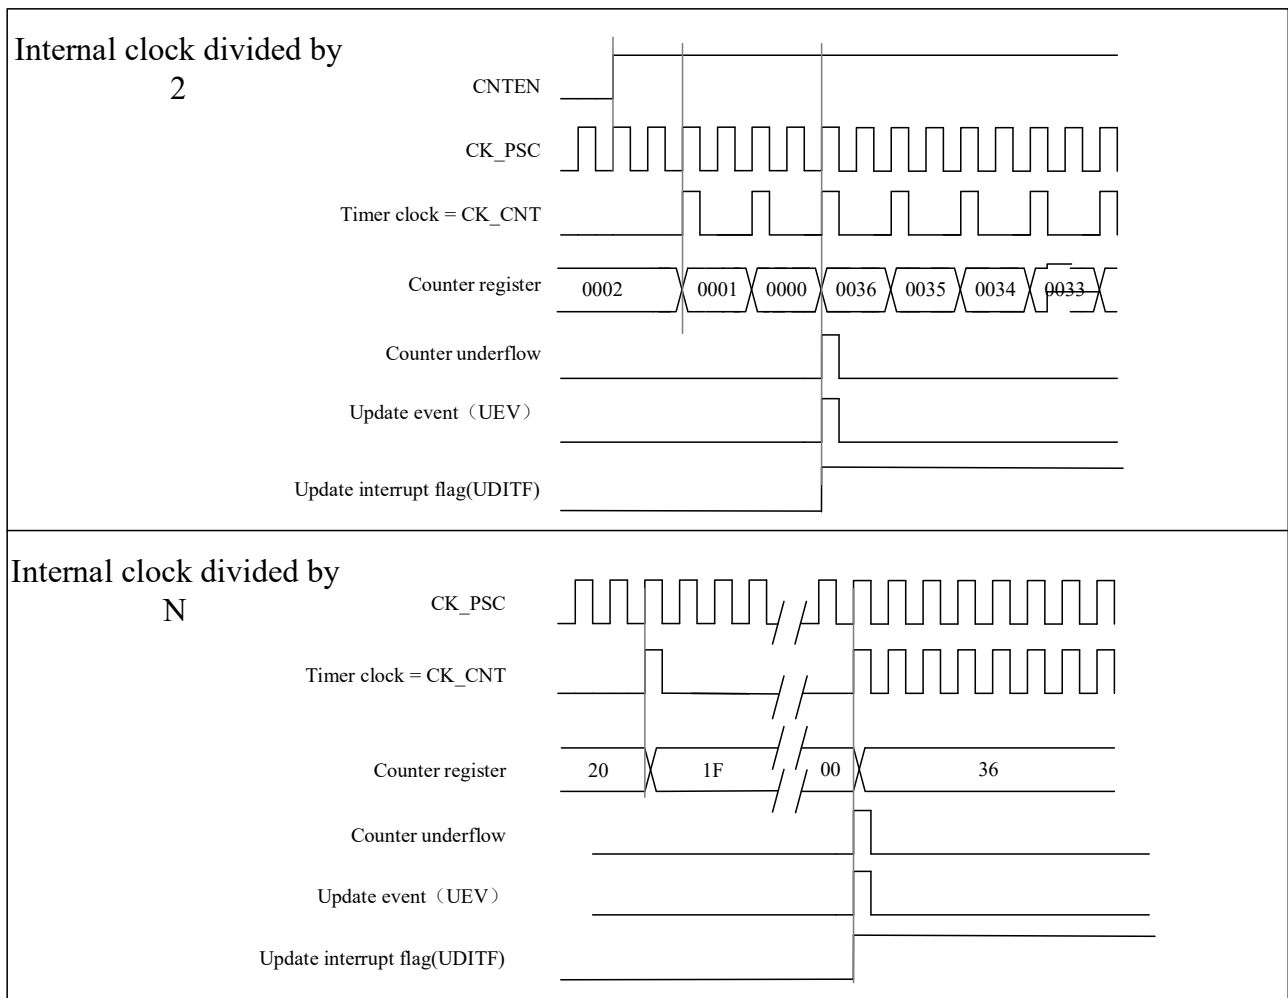 Internal clock divided by
2
CNTEN
CK_PSC
Timer clock = CK_CNT
Counter register
0002 0001 0000 0036 0035 0034 0033
Counter underflow
Update event（UEV）
Update interrupt flag(UDITF)
Internal clock divided by
N
CK_PSC
Timer clock = CK_CNT
Counter register
20 1F 00 36
Counter underflow
Update event（UEV）
Update interrupt flag(UDITF)